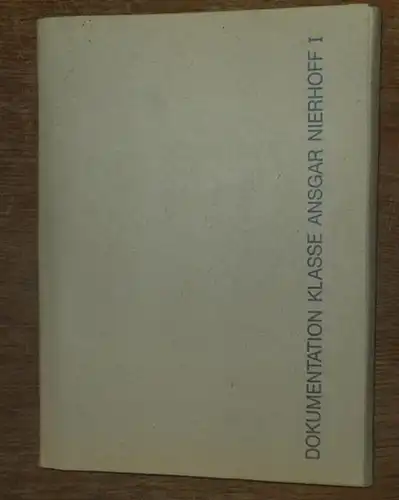 DOKUMENTATION KLASSE ANSGAR NIERHOFF I